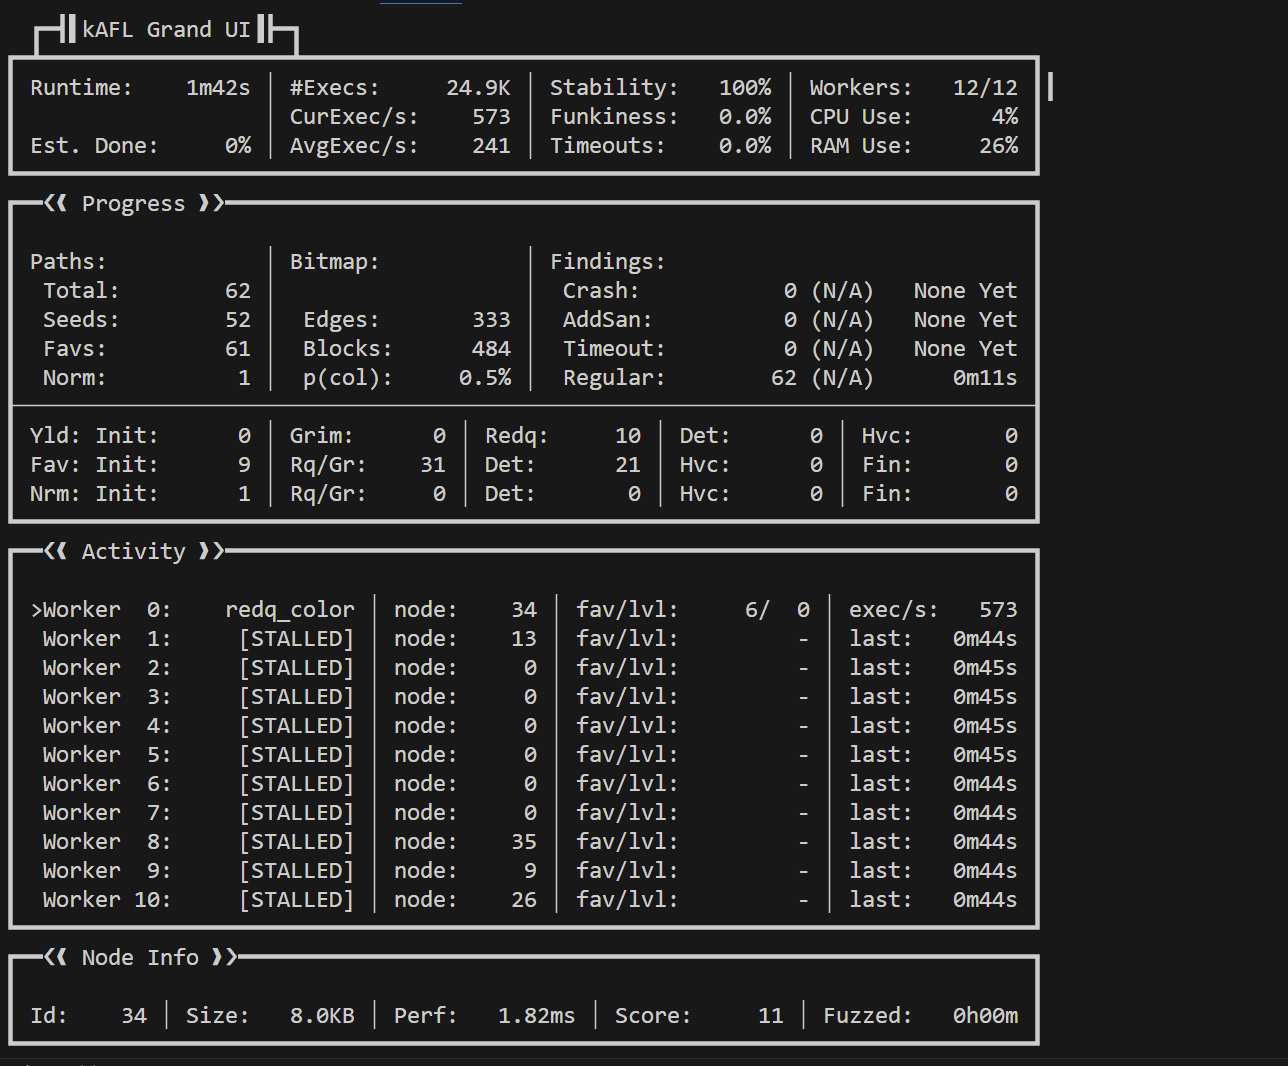 kAFL Grand UI
Runtime: 1m42s #Execs: 24.9K Stability: 100% Workers: 12/12
CurExec/s: 573 Funkiness: 0.0% CPU Use: 4%
Est. Done: 0% AvgExec/s: 241 Timeouts: 0.0% RAM Use: 26%
❮❰ Progress ❱❯
Paths: Bitmap: Findings:
Total: 62 Crash: 0 (N/A) None Yet
Seeds: 52 Edges: 333 AddSan: 0 (N/A) None Yet
Favs: 61 Blocks: 484 Timeout: 0 (N/A) None Yet
Norm: 1 p(col): 0.5% Regular: 62 (N/A) 0m11s
Yld: Init: 0 Grim: 0 Redq: 10 Det: 0 Hvc: 0
Fav: Init: 9 Rq/Gr: 31 Det: 21 Hvc: 0 Fin: 0
Nrm: Init: 1 Rq/Gr: 0 Det: 0 Hvc: 0 Fin: 0
❮❰ Activity ❱❯
>Worker 0: redq_color node: 34 fav/lvl: 6/ 0 exec/s: 573
Worker 1: [STALLED] node: 13 fav/lvl: - last: 0m44s
Worker 2: [STALLED] node: 0 fav/lvl: - last: 0m45s
Worker 3: [STALLED] node: 0 fav/lvl: - last: 0m45s
Worker 4: [STALLED] node: 0 fav/lvl: - last: 0m45s
Worker 5: [STALLED] node: 0 fav/lvl: - last: 0m45s
Worker 6: [STALLED] node: 0 fav/lvl: - last: 0m44s
Worker 7: [STALLED] node: 0 fav/lvl: - last: 0m44s
Worker 8: [STALLED] node: 35 fav/lvl: - last: 0m44s
Worker 9: [STALLED] node: 9 fav/lvl: - last: 0m44s
Worker 10: [STALLED] node: 26 fav/lvl: - last: 0m44s
❮❰ Node Info ❱❯
Id: 34 Size: 8.0KB Perf: 1.82ms Score: 11 Fuzzed: 0h00m